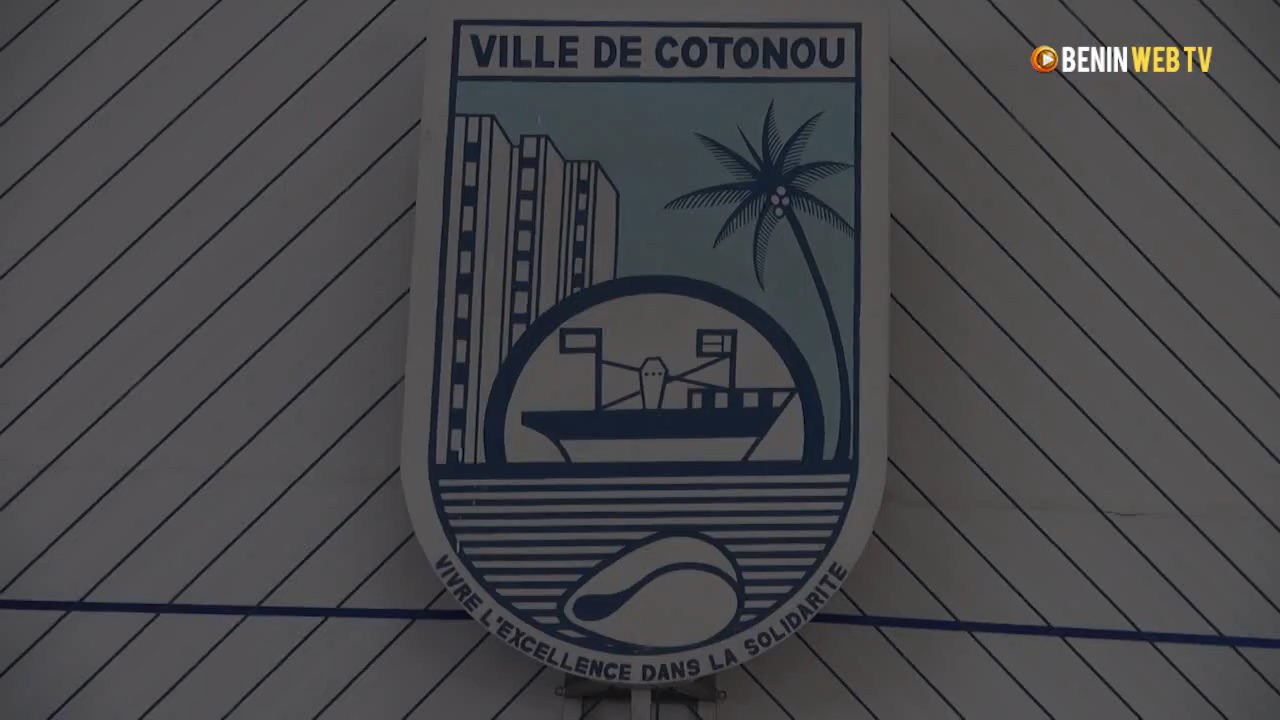 VILLE DE COTONOU
BENIN WEB TV
VIVRE L'EXCELLENCE DANS LA SOLIDARITE